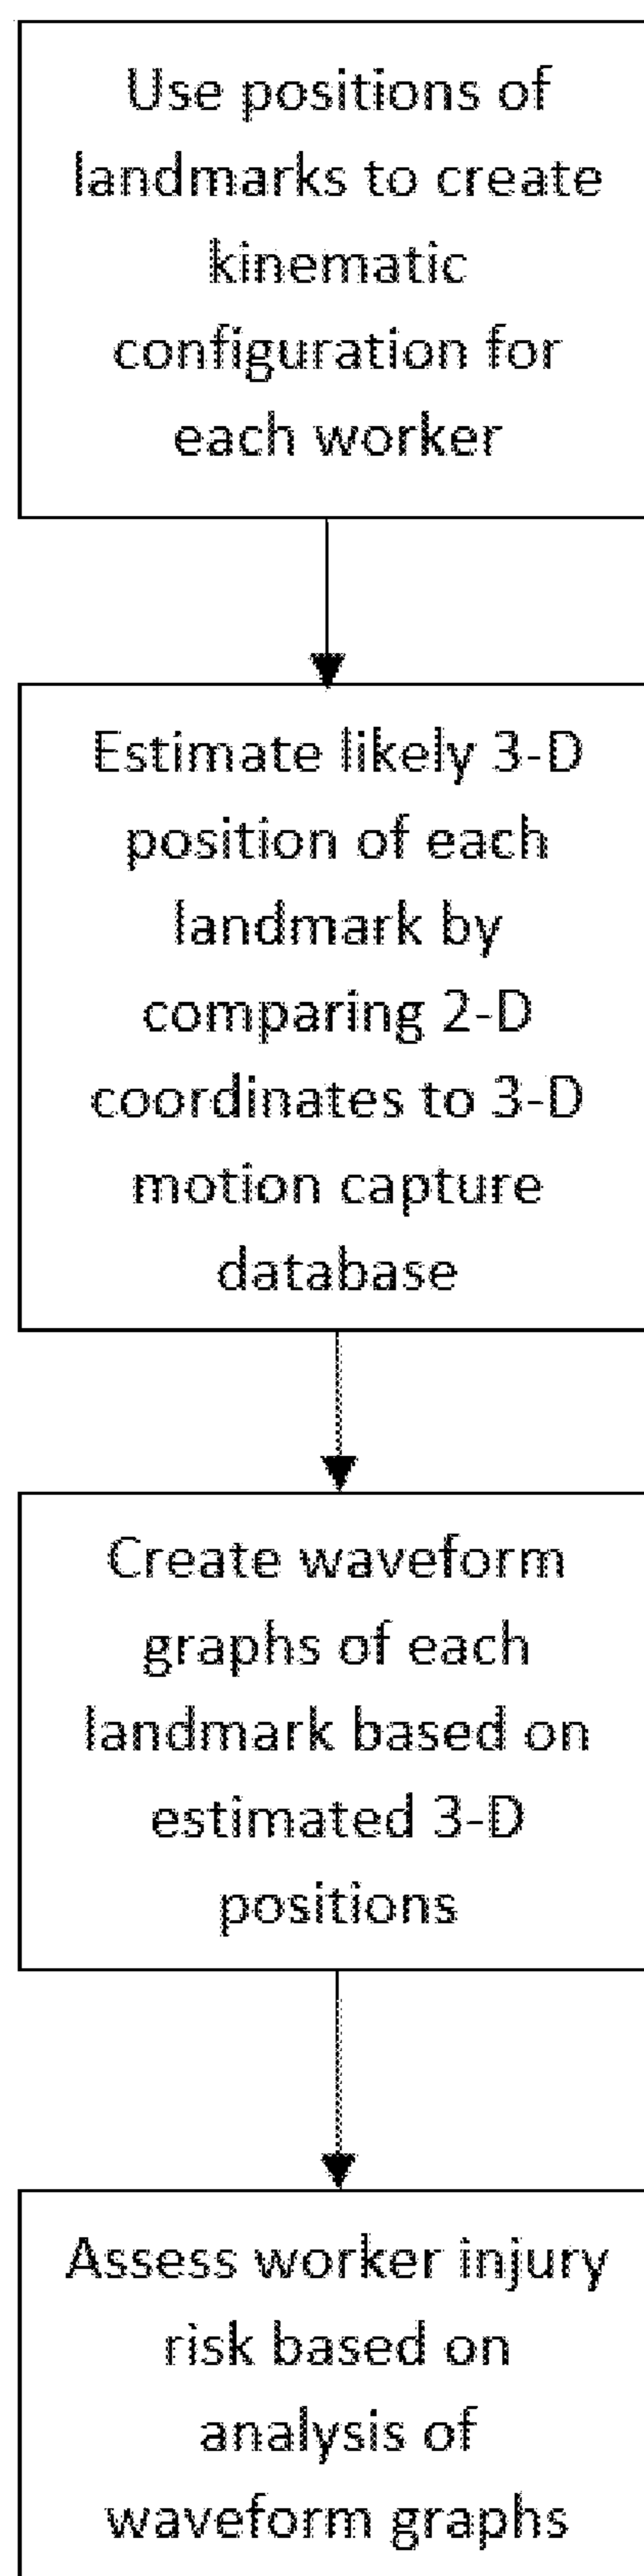 Use positions of
landmarks to create
kinematic
configuration for
each worker
Estimate likely 3-D
position of each
landmark by
comparing 2-D
coordinates to 3-D
motion capture
database
Create waveform
graphs of each
landmark based on
estimated 3-D
positions
Assess worker injury
risk based on
analysis of
waveform graphs